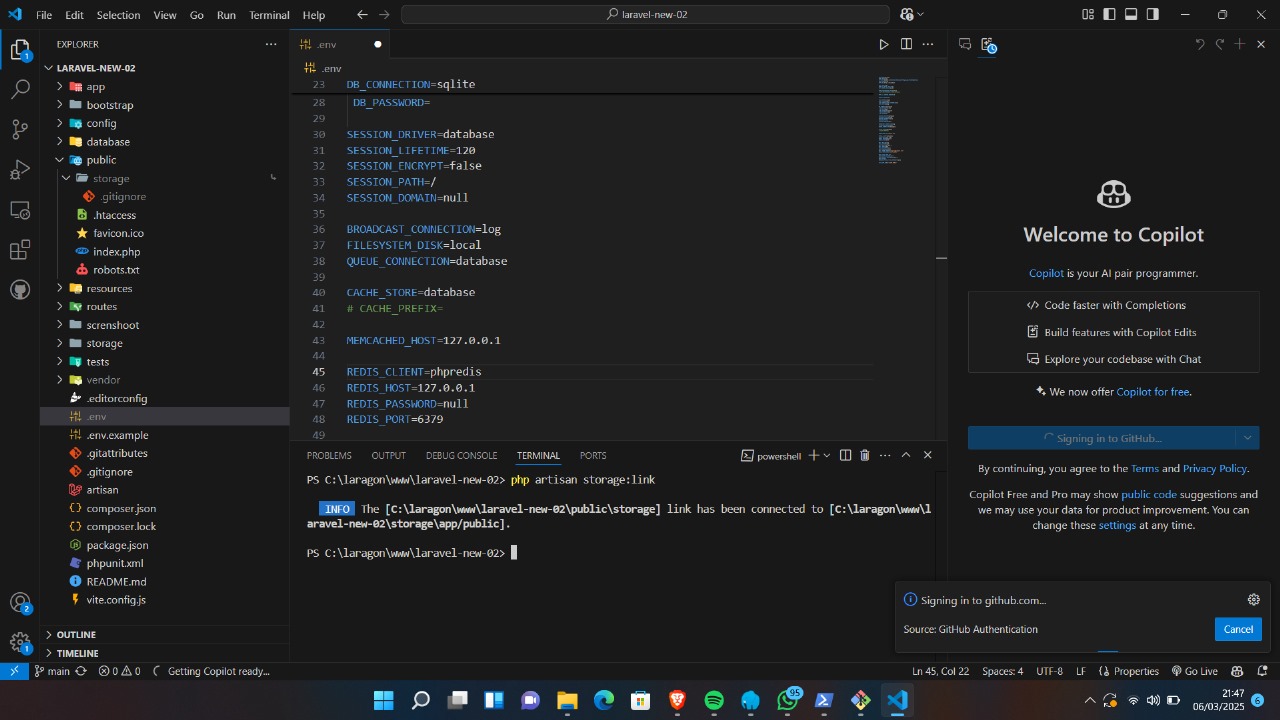 File Edit Selection View Go Run Terminal Help
laravel-new-02
EXPLORER
LARAVEL-NEW-02
app
bootstrap
config
database
public
storage
.gitignore
.htaccess
favicon.ico
index.php
robots.txt
resources
routes
screnshoot
storage
tests
vendor
.editorconfig
.env
.env.example
.gitattributes
.gitignore
artisan
composer.json
composer.lock
package.json
phpunit.xml
README.md
vite.config.js
OUTLINE
TIMELINE
1
2
1
.env
.env
23 DB_CONNECTION=sqlite
28 DB_PASSWORD=
29
30 SESSION_DRIVER=database
31 SESSION_LIFETIME=120
32 SESSION_ENCRYPT=false
33 SESSION_PATH=/
34 SESSION_DOMAIN=null
35
36 BROADCAST_CONNECTION=log
37 FILESYSTEM_DISK=local
38 QUEUE_CONNECTION=database
39
40 CACHE_STORE=database
41 # CACHE_PREFIX=
42
43 MEMCACHED_HOST=127.0.0.1
44
45 REDIS_CLIENT=phpredis
46 REDIS_HOST=127.0.0.1
47 REDIS_PASSWORD=null
48 REDIS_PORT=6379
49
PROBLEMS OUTPUT DEBUG CONSOLE TERMINAL PORTS
powershell
PS C:\laragon\www\laravel-new-02> php artisan storage:link
INFO The [C:\laragon\www\laravel-new-02\public\storage] link has been connected to [C:\laragon\www\l
aravel-new-02\storage\app/public].
PS C:\laragon\www\laravel-new-02>
Welcome to Copilot
Copilot is your AI pair programmer.
Code faster with Completions
Build features with Copilot Edits
Explore your codebase with Chat
We now offer Copilot for free.
Signing in to GitHub...
By continuing, you agree to the Terms and Privacy Policy.
Copilot Free and Pro may show public code suggestions and
we may use your data for product improvement. You can
change these settings at any time.
Signing in to github.com...
Source: GitHub Authentication
Cancel
main 0 0 Getting Copilot ready...
Ln 45, Col 22 Spaces: 4 UTF-8 LF {} Properties Go Live
95
21:47
06/03/2025
6